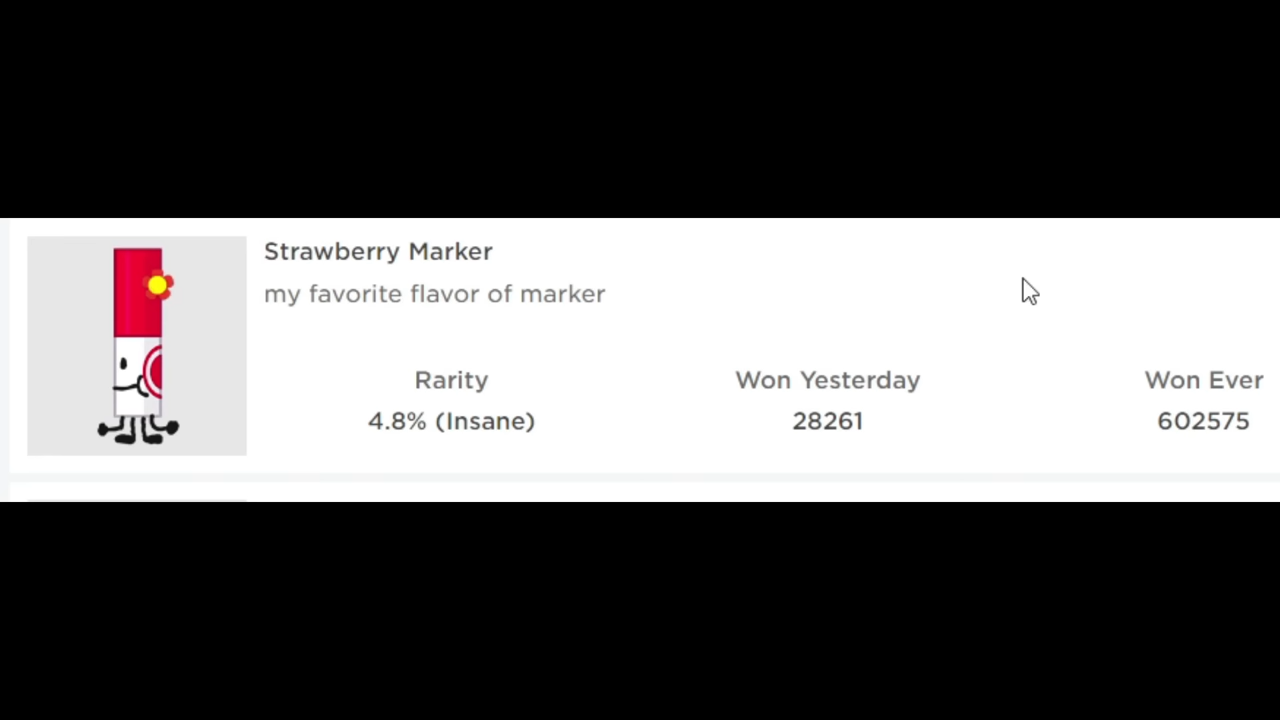 Strawberry Marker
my favorite flavor of marker
Rarity Won Yesterday Won Ever
4.8% (Insane) 28261 602575